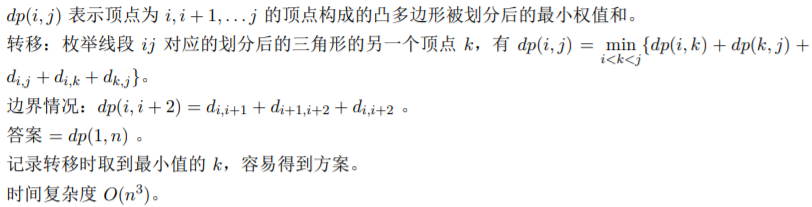 dp(i, j) 表示顶点为 i, i + 1, . . . j 的顶点构成的凸多边形被划分后的最小权值和。
转移：枚举线段 ij 对应的划分后的三角形的另一个顶点 k，有 dp(i, j) = min_{i<k<j}{dp(i, k) + dp(k, j) +
d_{i,j} + d_{i,k} + d_{k,j}}。
边界情况：dp(i, i + 2) = d_{i,i+1} + d_{i+1,i+2} + d_{i,i+2} 。
答案 = dp(1, n) 。
记录转移时取到最小值的 k，容易得到方案。
时间复杂度 O(n^3)。